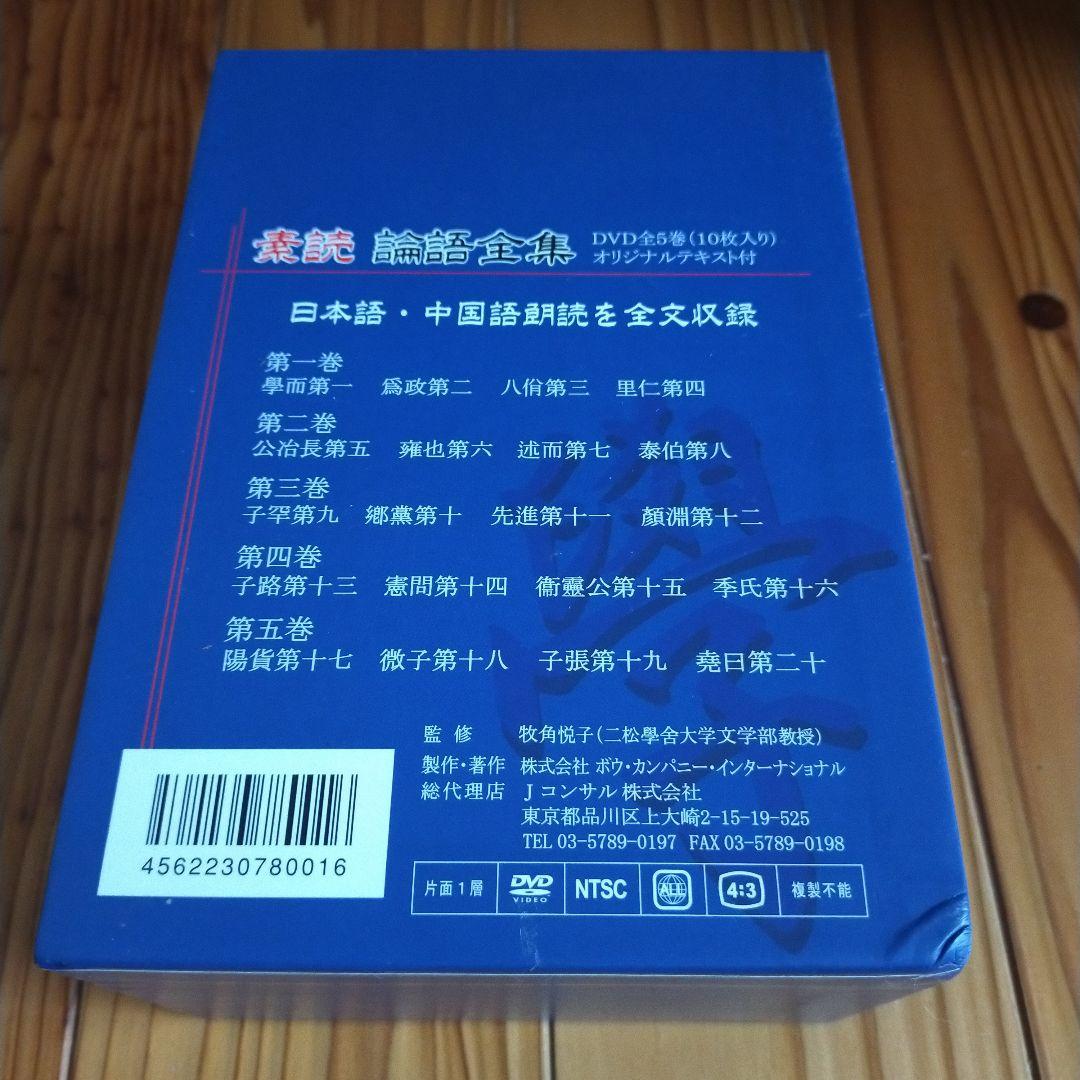 素読 論語全集 DVD全5巻(10枚入り)
オリジナルテキスト付
日本語・中国語朗読を全文収録
第一巻
學而第一 爲政第二 八佾第三 里仁第四
第二巻
公冶長第五 雍也第六 述而第七 泰伯第八
第三巻
子罕第九 鄕黨第十 先進第十一 顏淵第十二
第四巻
子路第十三 憲問第十四 衞靈公第十五 季氏第十六
第五巻
陽貨第十七 微子第十八 子張第十九 堯曰第二十
學
監修 牧角悦子(二松學舎大学文学部教授)
製作・著作 株式会社 ボウ・カンパニー・インターナショナル
総代理店 Jコンサル株式会社
東京都品川区上大崎2-15-19-525
TEL 03-5789-0197 FAX 03-5789-0198
4562230780016
片面1層 DVD VIDEO NTSC ALL 4:3 複製不能